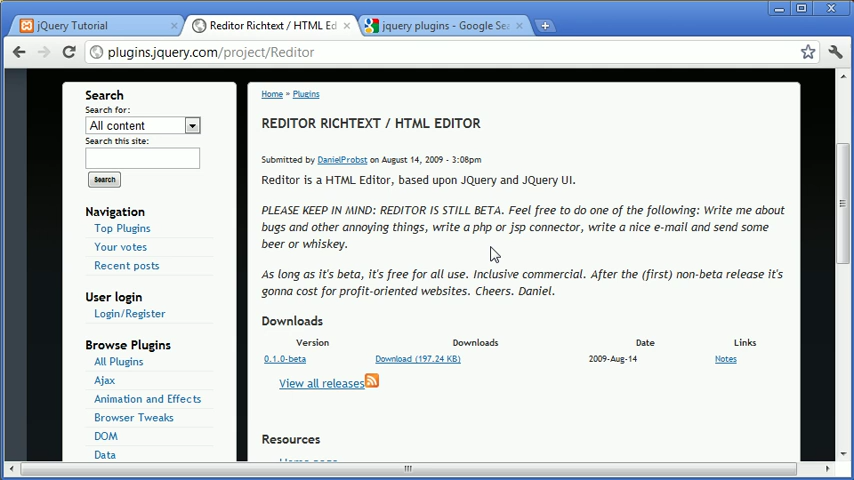 jQuery Tutorial
Reditor Richtext / HTML Ed
jquery plugins - Google Sea
plugins.jquery.com/project/Reditor
Search
Search for:
All content
Search this site:
Search
Navigation
Top Plugins
Your votes
Recent posts
User login
Login/Register
Browse Plugins
All Plugins
Ajax
Animation and Effects
Browser Tweaks
DOM
Data
Home » Plugins
REDITOR RICHTEXT / HTML EDITOR
Submitted by DanielProbst on August 14, 2009 - 3:08pm
Reditor is a HTML Editor, based upon JQuery and JQuery UI.
PLEASE KEEP IN MIND: REDITOR IS STILL BETA. Feel free to do one of the following: Write me about
bugs and other annoying things, write a php or jsp connector, write a nice e-mail and send some
beer or whiskey.
As long as it's beta, it's free for all use. Inclusive commercial. After the (first) non-beta release it's
gonna cost for profit-oriented websites. Cheers. Daniel.
Downloads
Version Downloads Date Links
0.1.0-beta Download (197.24 KB) 2009-Aug-14 Notes
View all releases
Resources